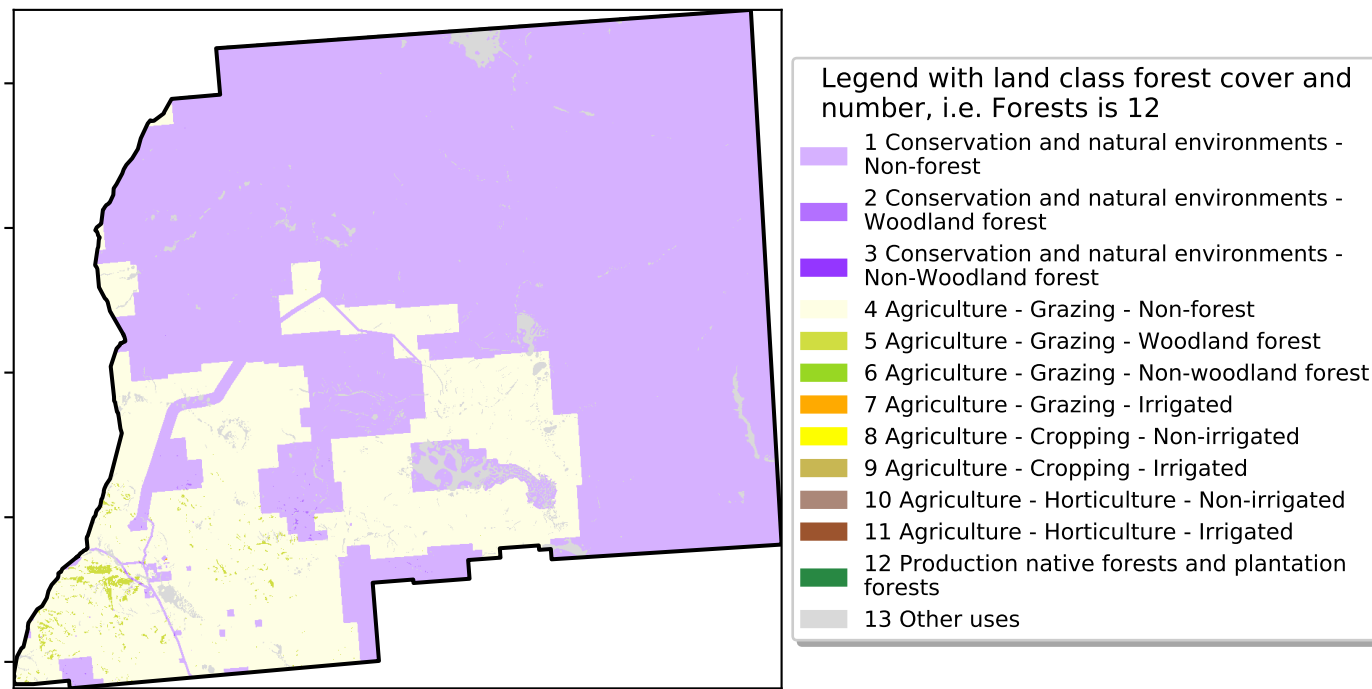 Legend with land class forest cover and
number, i.e. Forests is 12
1 Conservation and natural environments -
Non-forest
2 Conservation and natural environments -
Woodland forest
3 Conservation and natural environments -
Non-Woodland forest
4 Agriculture - Grazing - Non-forest
5 Agriculture - Grazing - Woodland forest
6 Agriculture - Grazing - Non-woodland forest
7 Agriculture - Grazing - Irrigated
8 Agriculture - Cropping - Non-irrigated
9 Agriculture - Cropping - Irrigated
10 Agriculture - Horticulture - Non-irrigated
11 Agriculture - Horticulture - Irrigated
12 Production native forests and plantation
forests
13 Other uses